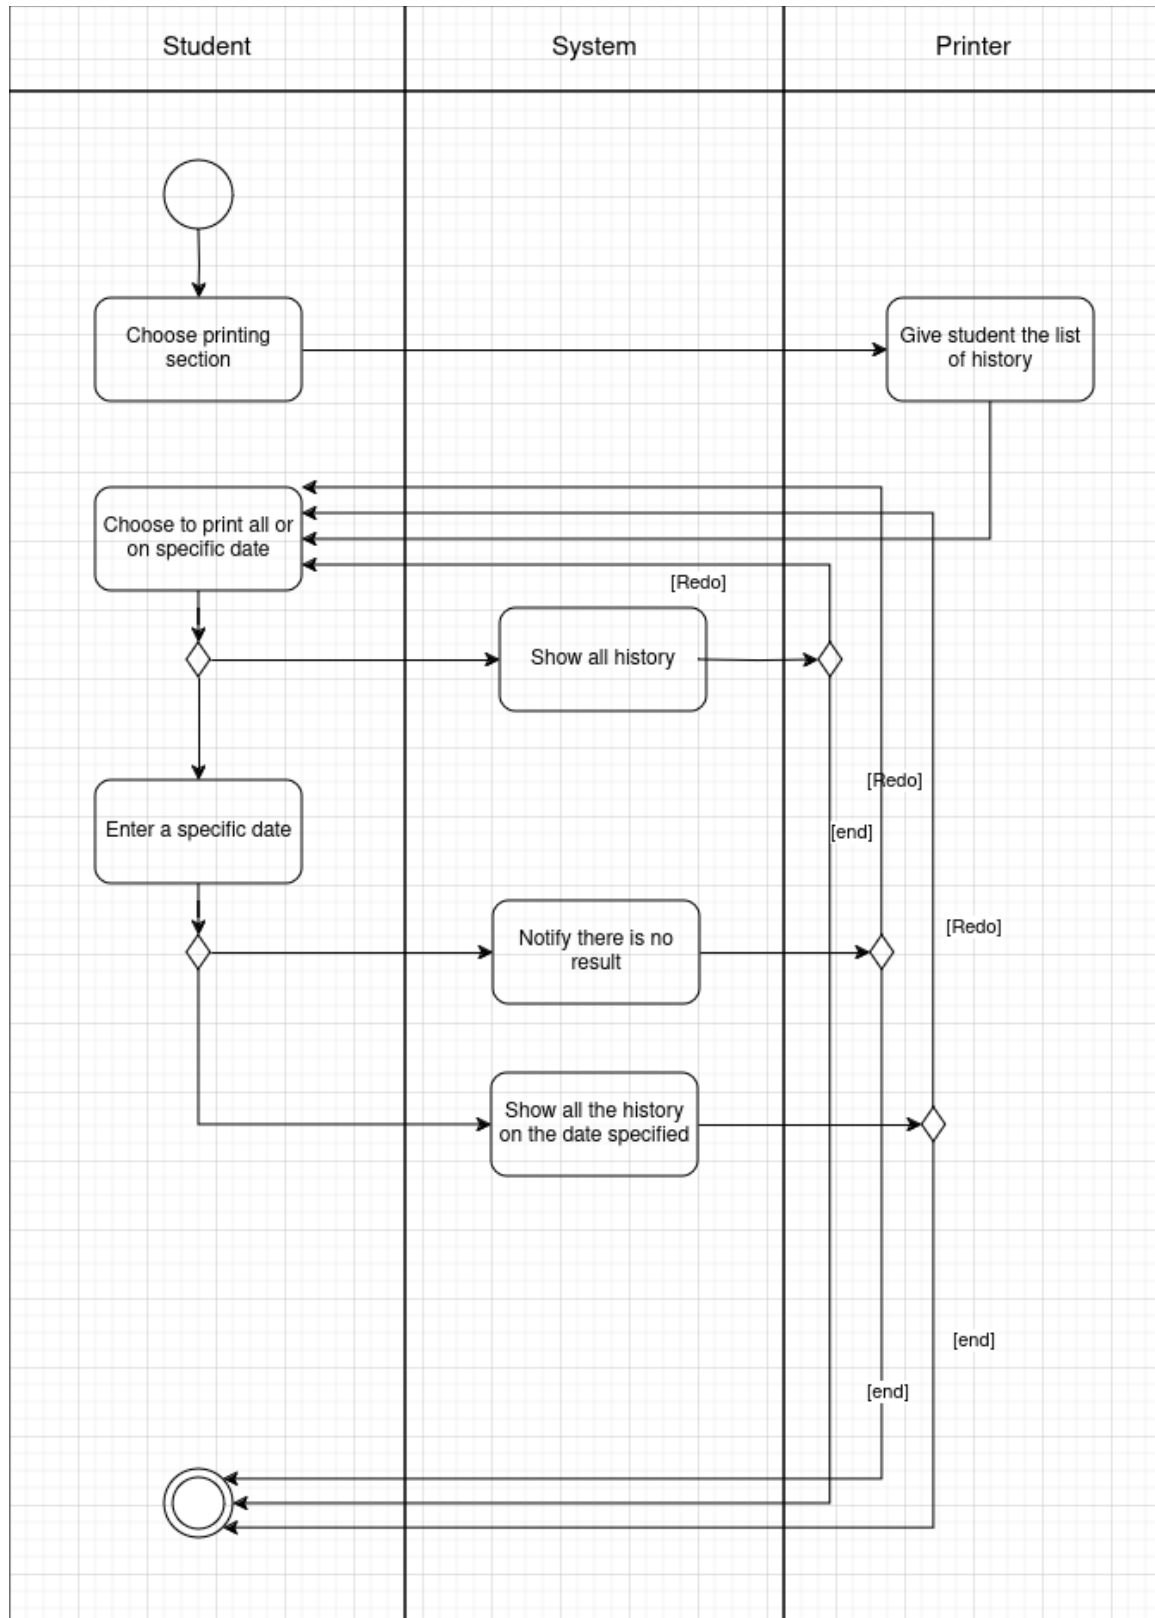 Student
System
Printer
Choose printing
section
Give student the list
of history
Choose to print all or
on specific date
[Redo]
Show all history
[Redo]
Enter a specific date
[end]
[Redo]
Notify there is no
result
Show all the history
on the date specified
[end]
[end]